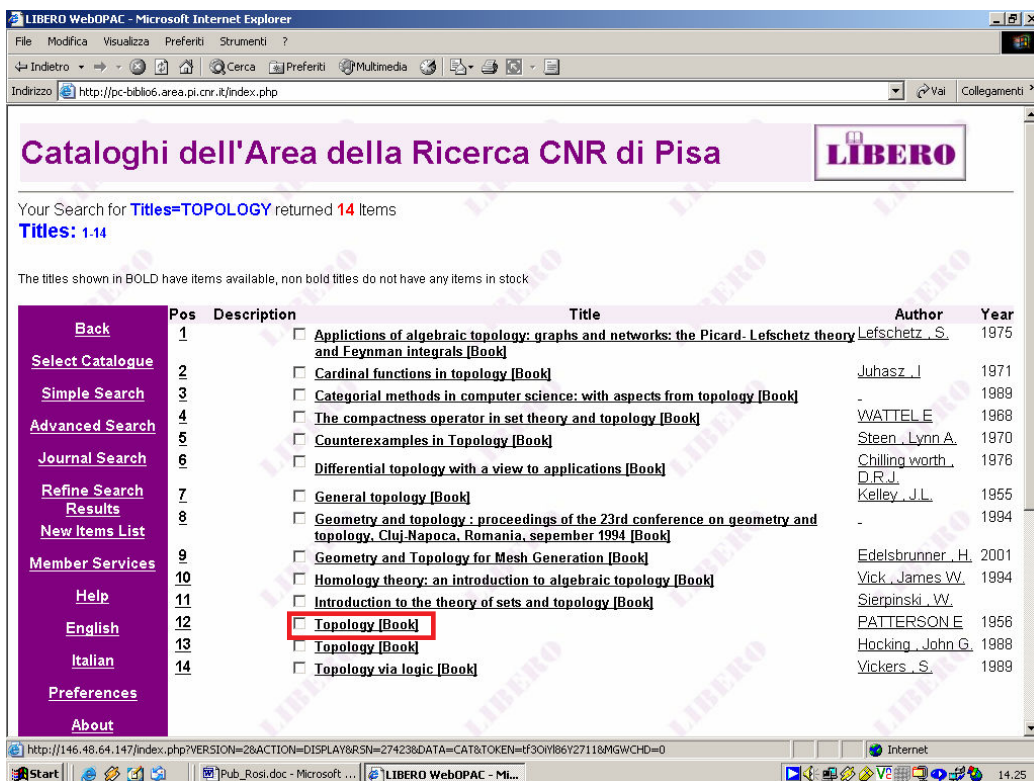 LIBERO WebOPAC - Microsoft Internet Explorer
File Modifica Visualizza Preferiti Strumenti ?
Indietro Cerca Preferiti Multimedia
Indirizzo http://pc-biblio6.area.pi.cnr.it/index.php Vai Collegamenti »
Cataloghi dell'Area della Ricerca CNR di Pisa LIBERO
Your Search for Titles=TOPOLOGY returned 14 Items
Titles: 1-14
The titles shown in BOLD have items available, non bold titles do not have any items in stock
Back
Select Catalogue
Simple Search
Advanced Search
Journal Search
Refine Search
Results
New Items List
Member Services
Help
English
Italian
Preferences
About
Pos Description Title Author Year
1 Applictions of algebraic topology: graphs and networks: the Picard- Lefschetz theory Lefschetz , S. 1975
and Feynman integrals [Book]
2 Cardinal functions in topology [Book] Juhasz , I 1971
3 Categorial methods in computer science: with aspects from topology [Book] 1989
4 The compactness operator in set theory and topology [Book] WATTEL E 1968
5 Counterexamples in Topology [Book] Steen , Lynn A. 1970
6 Differential topology with a view to applications [Book] Chilling worth , 1976
D.R.J.
7 General topology [Book] Kelley , J.L. 1955
8 Geometry and topology : proceedings of the 23rd conference on geometry and 1994
topology, Cluj-Napoca, Romania, sepember 1994 [Book]
9 Geometry and Topology for Mesh Generation [Book] Edelsbrunner , H. 2001
10 Homology theory: an introduction to algebraic topology [Book] Vick , James W. 1994
11 Introduction to the theory of sets and topology [Book] Sierpinski , W.
12 Topology [Book] PATTERSON E 1956
13 Topology [Book] Hocking , John G. 1988
14 Topology via logic [Book] Vickers , S. 1989
http://146.48.64.147/index.php?VERSION=2&ACTION=DISPLAY&RSN=27423&DATA=CAT&TOKEN=tf3OiYl86Y2711&MGWCHD=0 Internet
Start Pub_Rosi.doc - Microsoft ... LIBERO WebOPAC - Mi... 14.25